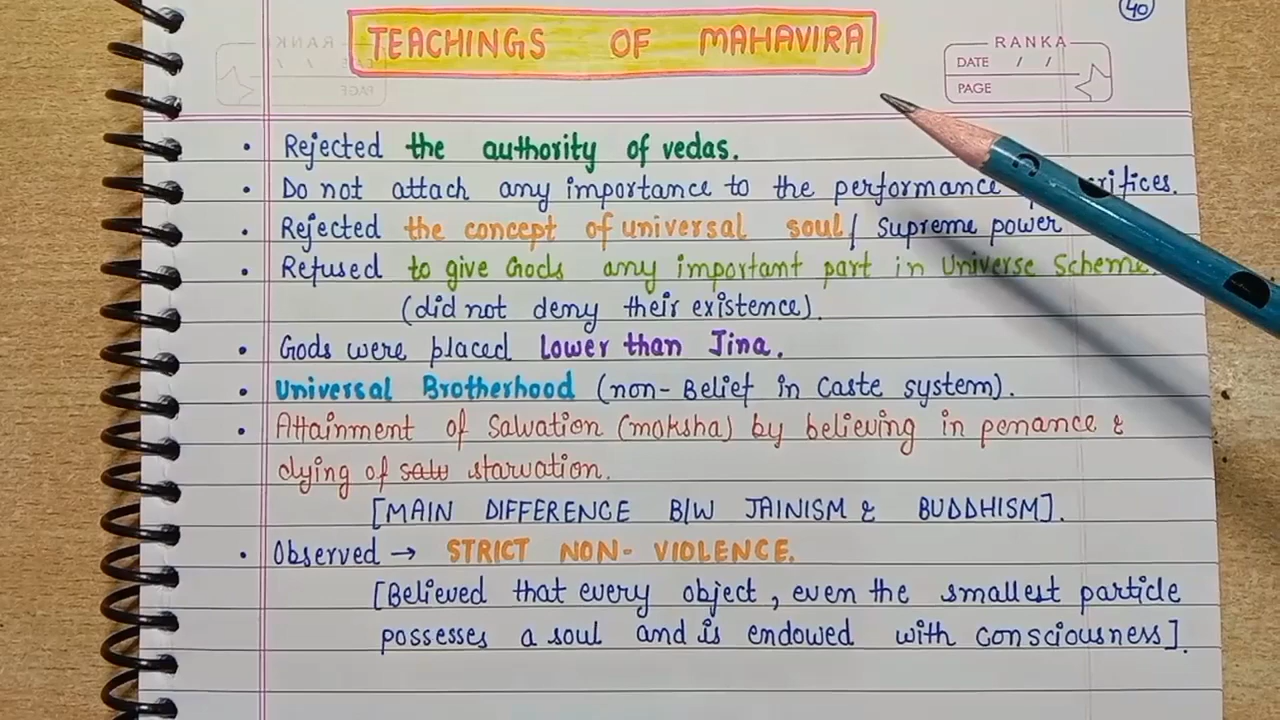 40
TEACHINGS OF MAHAVIRA
RANKA
DATE / /
PAGE
• Rejected the authority of vedas.
• Do not attach any importance to the performance rifices.
• Rejected the concept of universal soul/ Supreme power
• Refused to give Gods any important part in Universe Scheme.
(did not demy their existence).
• Gods were placed Lower than Jina.
• Universal Brotherhood (non-Belief in Caste system).
• Attainment of Salvation (moksha) by believing in penance &
dying of salv starvation.
[MAIN DIFFERENCE B/W JAINISM & BUDDHISM].
• Observed → STRICT NON-VIOLENCE.
[Believed that every object, even the smallest particle
possesses a soul and is endowed with consciousness].